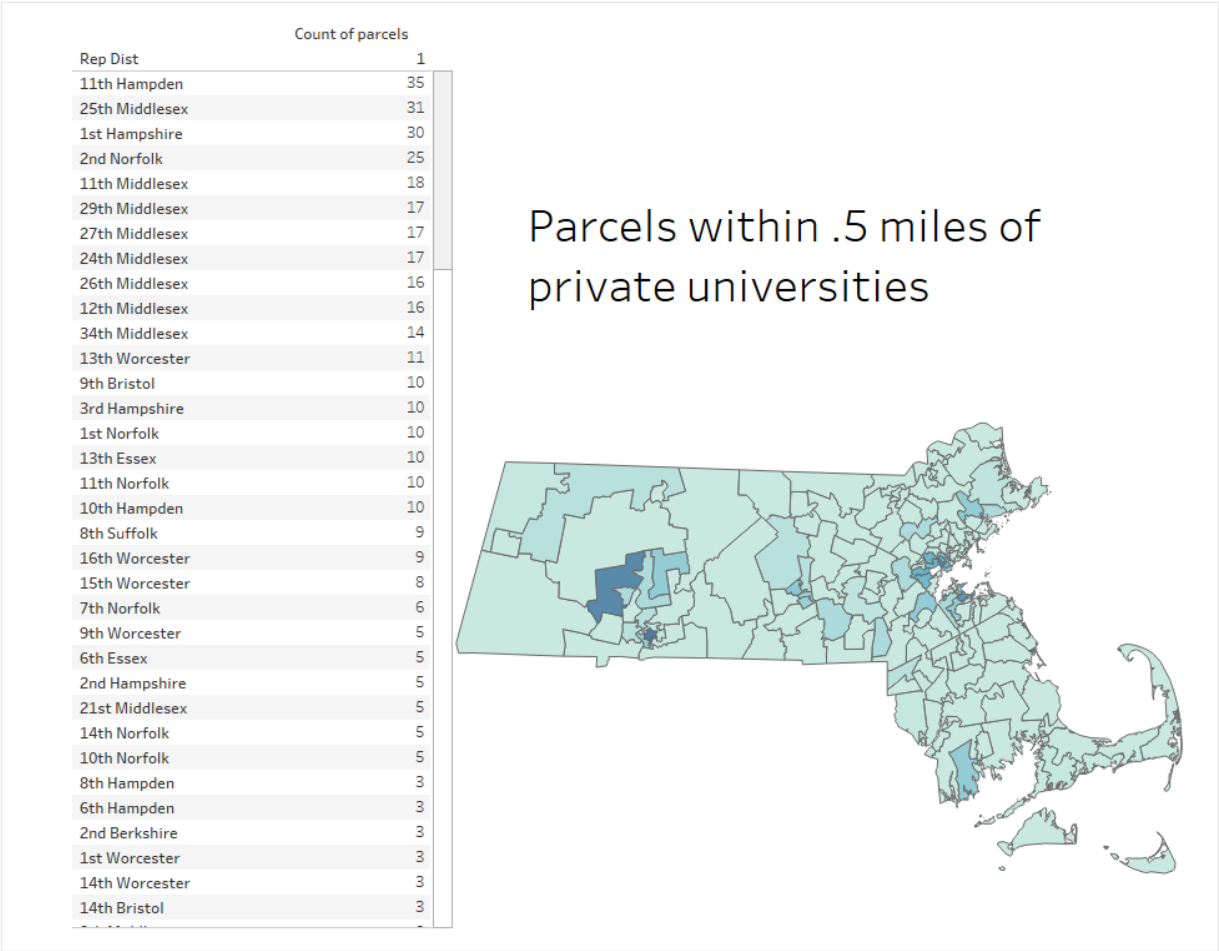 Count of parcels
Rep Dist 1
11th Hampden 35
25th Middlesex 31
1st Hampshire 30
2nd Norfolk 25
11th Middlesex 18
29th Middlesex 17
27th Middlesex 17
24th Middlesex 17
26th Middlesex 16
12th Middlesex 16
34th Middlesex 14
13th Worcester 11
9th Bristol 10
3rd Hampshire 10
1st Norfolk 10
13th Essex 10
11th Norfolk 10
10th Hampden 10
8th Suffolk 9
16th Worcester 9
15th Worcester 8
7th Norfolk 6
9th Worcester 5
6th Essex 5
2nd Hampshire 5
21st Middlesex 5
14th Norfolk 5
10th Norfolk 5
8th Hampden 3
6th Hampden 3
2nd Berkshire 3
1st Worcester 3
14th Worcester 3
14th Bristol 3
Parcels within .5 miles of
private universities